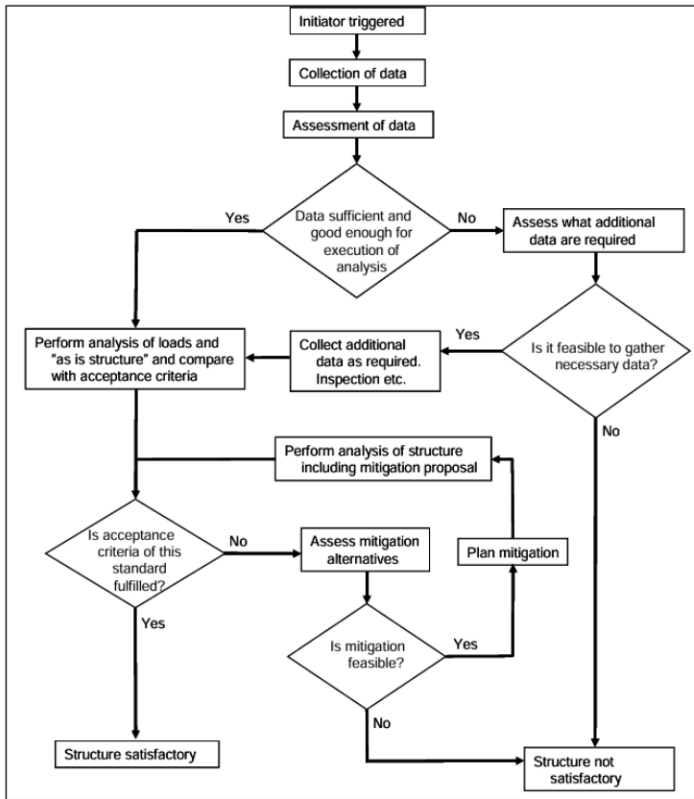 Initiator triggered
Collection of data
Assessment of data
Data sufficient and
good enough for
execution of
analysis
Yes
No
Assess what additional
data are required
Perform analysis of loads and
"as is structure" and compare
with acceptance criteria
Collect additional
data as required.
Inspection etc.
Yes
Is it feasible to gather
necessary data?
No
Perform analysis of structure
including mitigation proposal
Is acceptance
criteria of this
standard
fulfilled?
No
Assess mitigation
alternatives
Plan mitigation
Yes
Is mitigation
feasible?
Yes
No
Structure satisfactory
Structure not
satisfactory